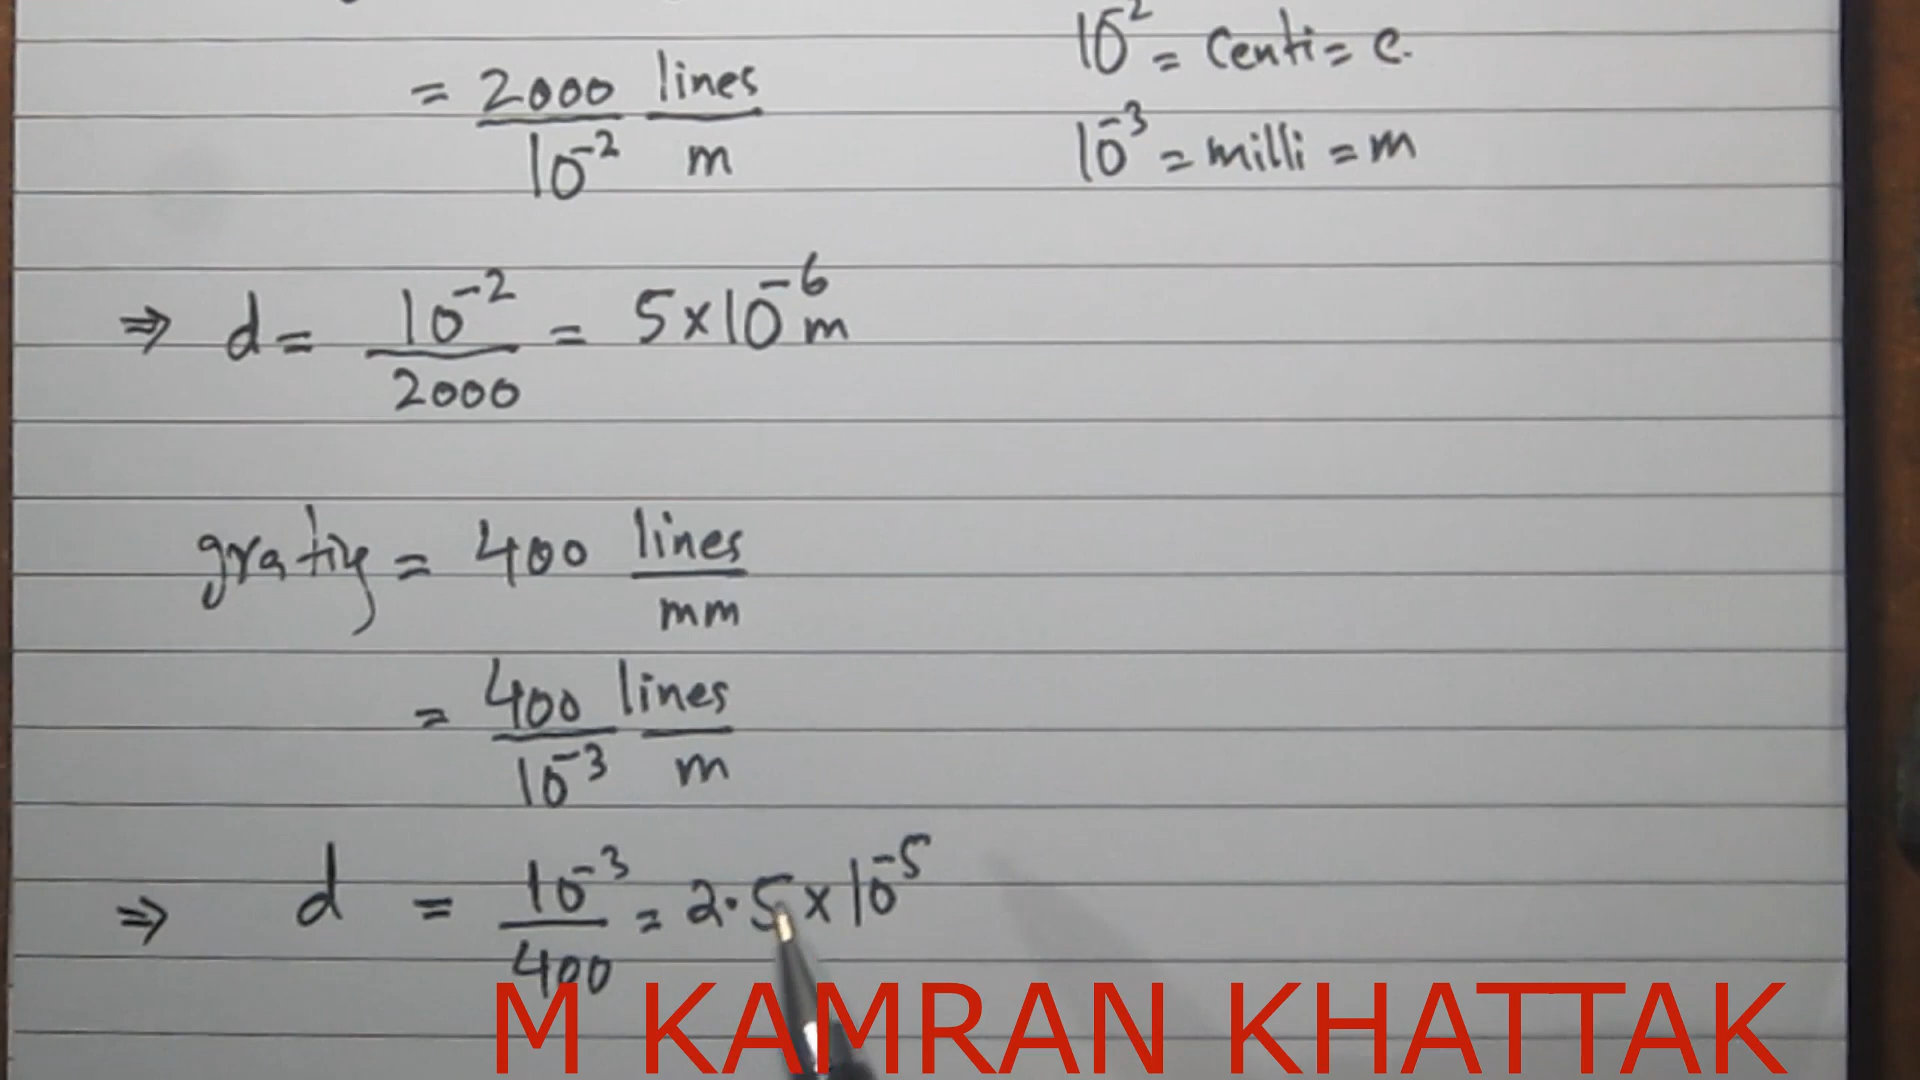 = 2000/10⁻² lines/m
10⁻² = Centi = c.
10⁻³ = milli = m
⇒ d = 10⁻²/2000 = 5×10⁻⁶ m
grating = 400 lines/mm
= 400/10⁻³ lines/m
⇒ d = 10⁻³/400 = 2.5×10⁻⁵
M KAMRAN KHATTAK